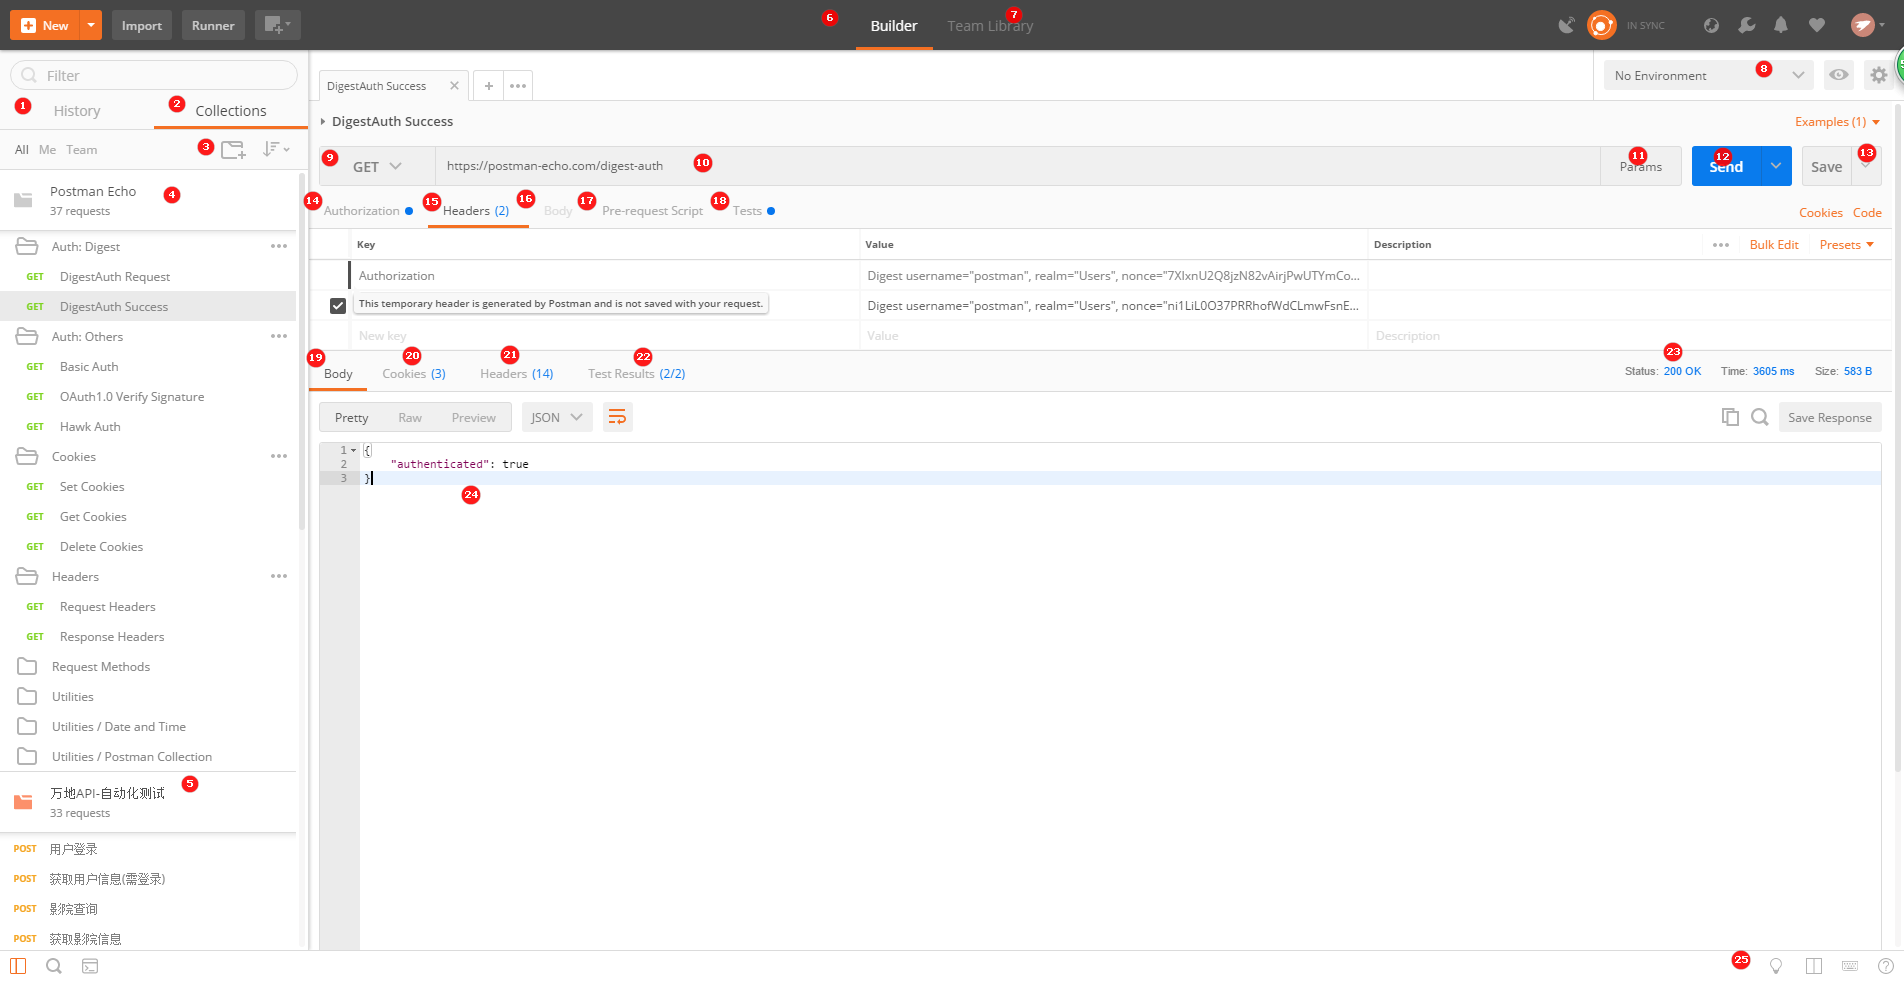 New Import Runner 6 Builder Team Library 7 IN SYNC
Filter
1 History 2 Collections
All Me Team 3
Postman Echo 4
37 requests
Auth: Digest
GET DigestAuth Request
GET DigestAuth Success
Auth: Others
GET Basic Auth
GET OAuth1.0 Verify Signature
GET Hawk Auth
Cookies
GET Set Cookies
GET Get Cookies
GET Delete Cookies
Headers
GET Request Headers
GET Response Headers
Request Methods
Utilities
Utilities / Date and Time
Utilities / Postman Collection
万地API-自动化测试 5
33 requests
POST 用户登录
POST 获取用户信息(需登录)
POST 影院查询
POST 获取影院信息
DigestAuth Success No Environment 8
DigestAuth Success Examples (1)
9 GET https://postman-echo.com/digest-auth 10 11 Params 12 Send Save 13
14 Authorization 15 Headers (2) 16 Body 17 Pre-request Script 18 Tests Cookies Code
Key Value Description Bulk Edit Presets
Authorization Digest username="postman", realm="Users", nonce="7XIxnU2Q8jzN82vAirjPwUTYmCo...
This temporary header is generated by Postman and is not saved with your request. Digest username="postman", realm="Users", nonce="ni1LiL0O37PRRhofWdCLmwFsnE...
New key Value Description
19 Body 20 Cookies (3) 21 Headers (14) 22 Test Results (2/2) 23 Status: 200 OK Time: 3605 ms Size: 583 B
Pretty Raw Preview JSON Save Response
1 {
2 "authenticated": true
3 }
24
25